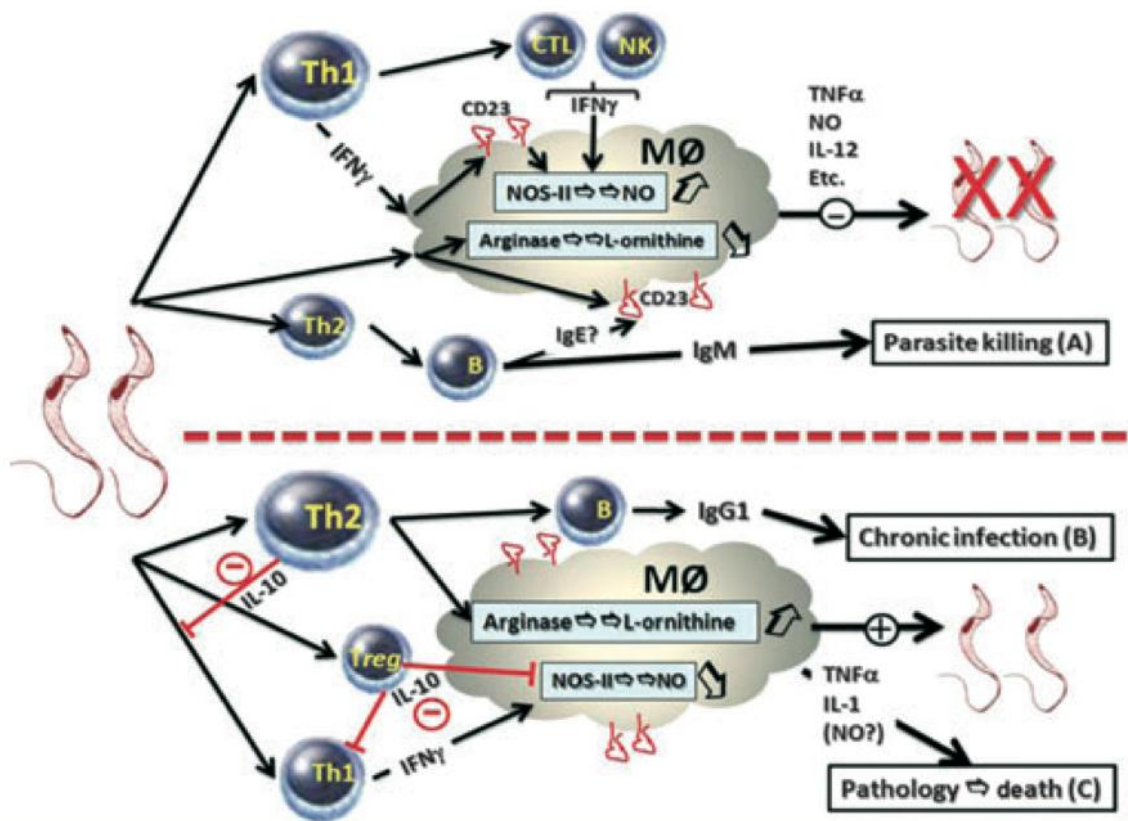 Th1
CTL
NK
IFNγ
CD23
IFNγ
MØ
NOS-II ⇨ ⇨ NO
Arginase ⇨⇨ L-ornithine
TNFα
NO
IL-12
Etc.
−
X X
CD23
Th2
B
IgE?
IgM
Parasite killing (A)
Th2
B
IgG1
Chronic infection (B)
−
IL-10
MØ
Arginase ⇨ ⇨ L-ornithine
+
Treg
IL-10
−
NOS-II ⇨⇨ NO
TNFα
IL-1
(NO?)
Th1
IFNγ
Pathology ⇨ death (C)